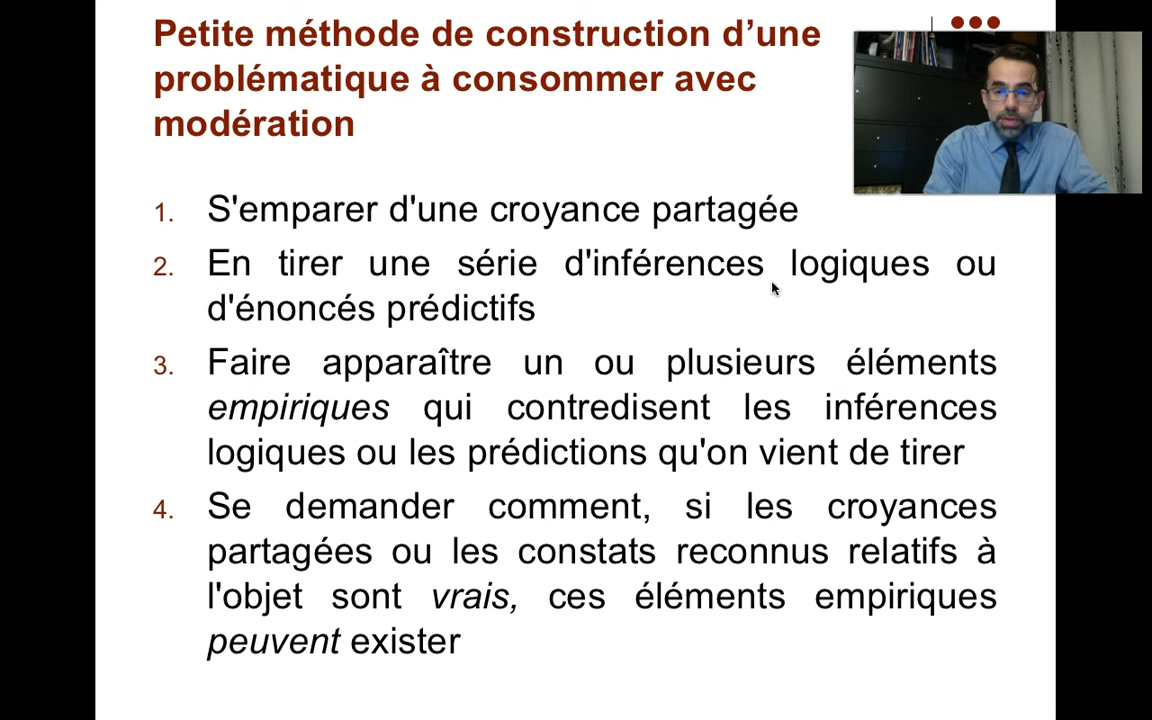 Petite méthode de construction d’une
problématique à consommer avec
modération
1. S'emparer d'une croyance partagée
2. En tirer une série d'inférences logiques ou
d'énoncés prédictifs
3. Faire apparaître un ou plusieurs éléments
empiriques qui contredisent les inférences
logiques ou les prédictions qu'on vient de tirer
4. Se demander comment, si les croyances
partagées ou les constats reconnus relatifs à
l'objet sont vrais, ces éléments empiriques
peuvent exister